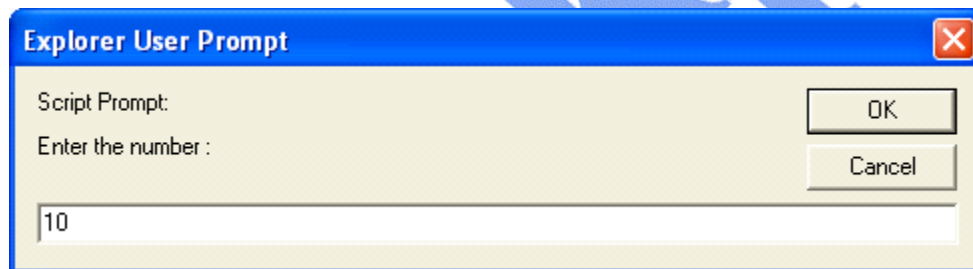 Explorer User Prompt
Script Prompt:
OK
Enter the number :
Cancel
10